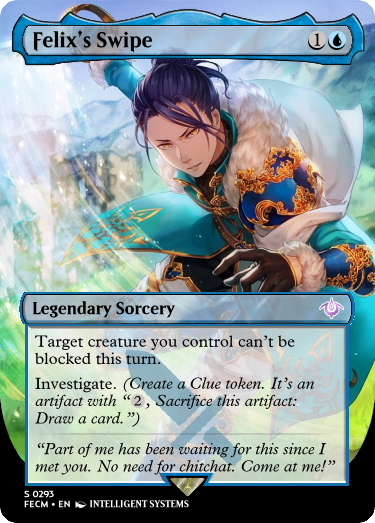 Felix's Swipe 1
Legendary Sorcery
Target creature you control can't be
blocked this turn.
Investigate. (Create a Clue token. It's an
artifact with “2, Sacrifice this artifact:
Draw a card.”)
“Part of me has been waiting for this since I
met you. No need for chitchat. Come at me!”
S 0293
FECM • EN INTELLIGENT SYSTEMS